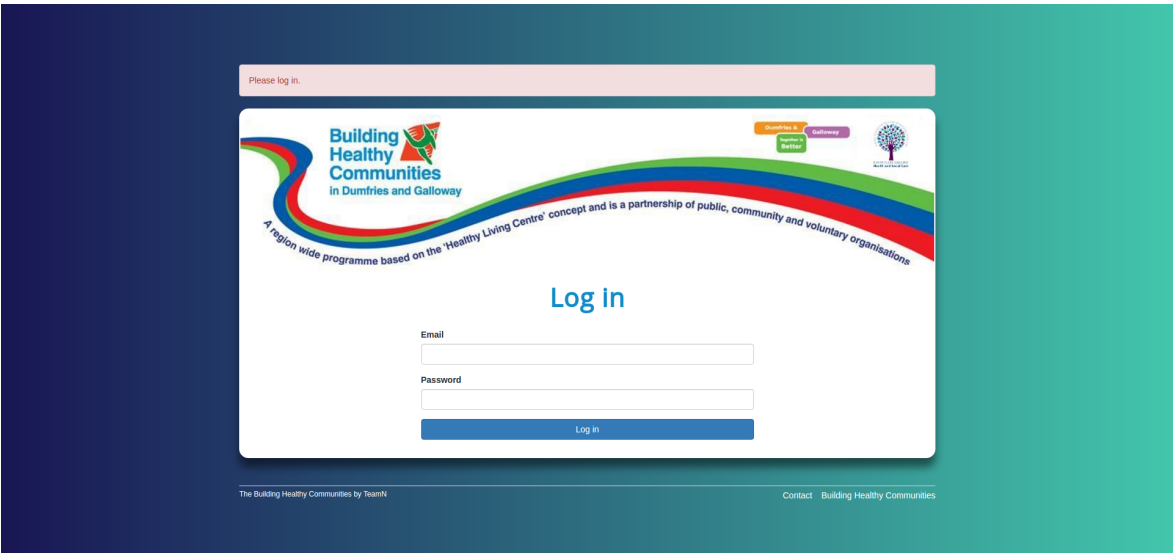 Please log in.
Building
Healthy
Communities
in Dumfries and Galloway
Dumfries &
Galloway
Together is
Better
A region wide programme based on the 'Healthy Living Centre' concept and is a partnership of public, community and voluntary organisations
Log in
Email
Password
Log in
The Building Healthy Communities by TeamN
Contact Building Healthy Communities